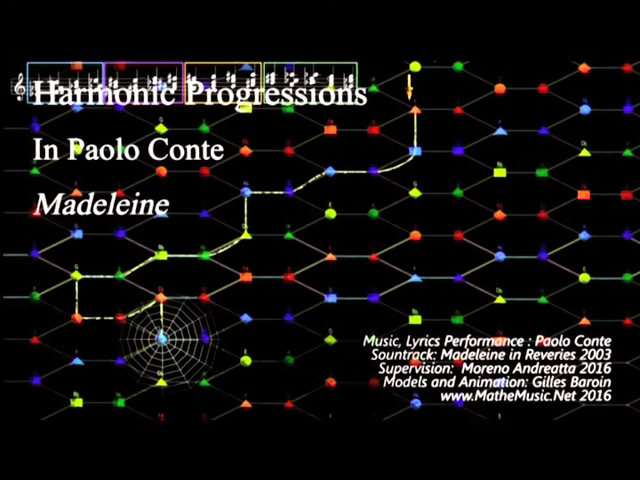 Harmonic Progressions
In Paolo Conte
Madeleine
Music, Lyrics Performance : Paolo Conte
Sountrack: Madeleine in Reveries 2003
Supervision: Moreno Andreatta 2016
Models and Animation: Gilles Baroin
www.MatheMusic.Net 2016